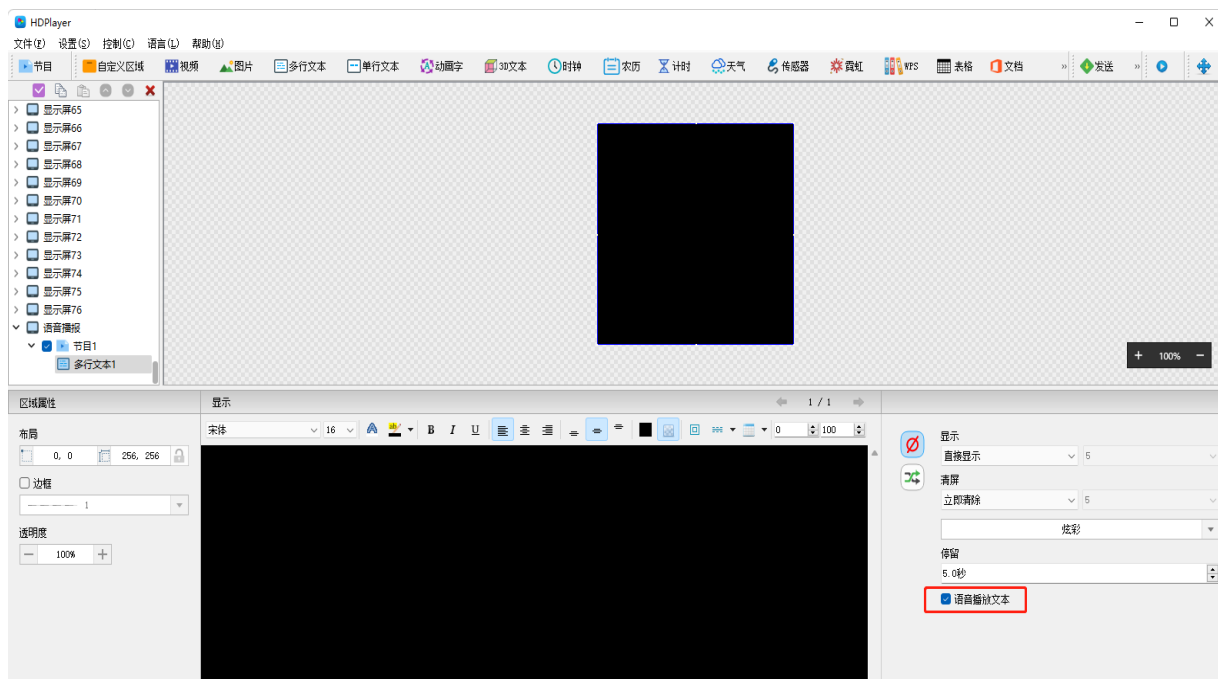 HDPlayer
文件(F) 设置(S) 控制(C) 语言(L) 帮助(H)
节目 自定义区域 视频 图片 多行文本 单行文本 动画字 3D文本 时钟 农历 计时 天气 传感器 霓虹 WPS 表格 文档 » 发送 »
显示屏65
显示屏66
显示屏67
显示屏68
显示屏69
显示屏70
显示屏71
显示屏72
显示屏73
显示屏74
显示屏75
显示屏76
语音播报
节目1
多行文本1
+ 100% −
区域属性
布局
0, 0 256, 256
边框
1
透明度
100%
显示 1 / 1
宋体 16 B I U 0 100
显示
直接显示 5
清屏
立即清除 5
炫彩
停留
5.0秒
语音播放文本